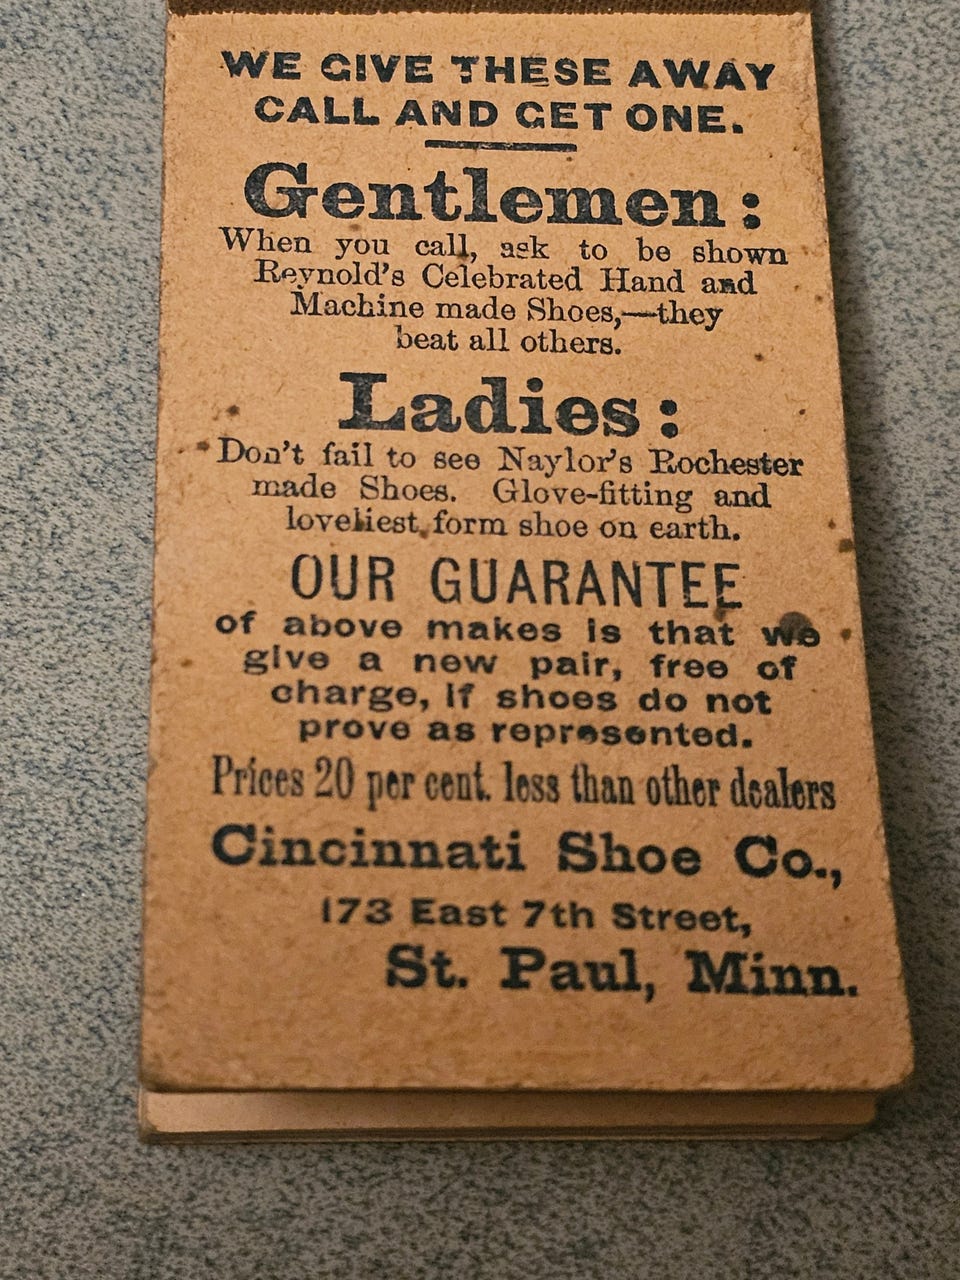 WE GIVE THESE AWAY
CALL AND GET ONE.
Gentlemen:
When you call, ask to be shown
Reynold's Celebrated Hand and
Machine made Shoes,—they
beat all others.
Ladies:
Don't fail to see Naylor's Rochester
made Shoes. Glove-fitting and
loveliest form shoe on earth.
OUR GUARANTEE
of above makes is that we
give a new pair, free of
charge, if shoes do not
prove as represented.
Prices 20 per cent. less than other dealers
Cincinnati Shoe Co.,
173 East 7th Street,
St. Paul, Minn.